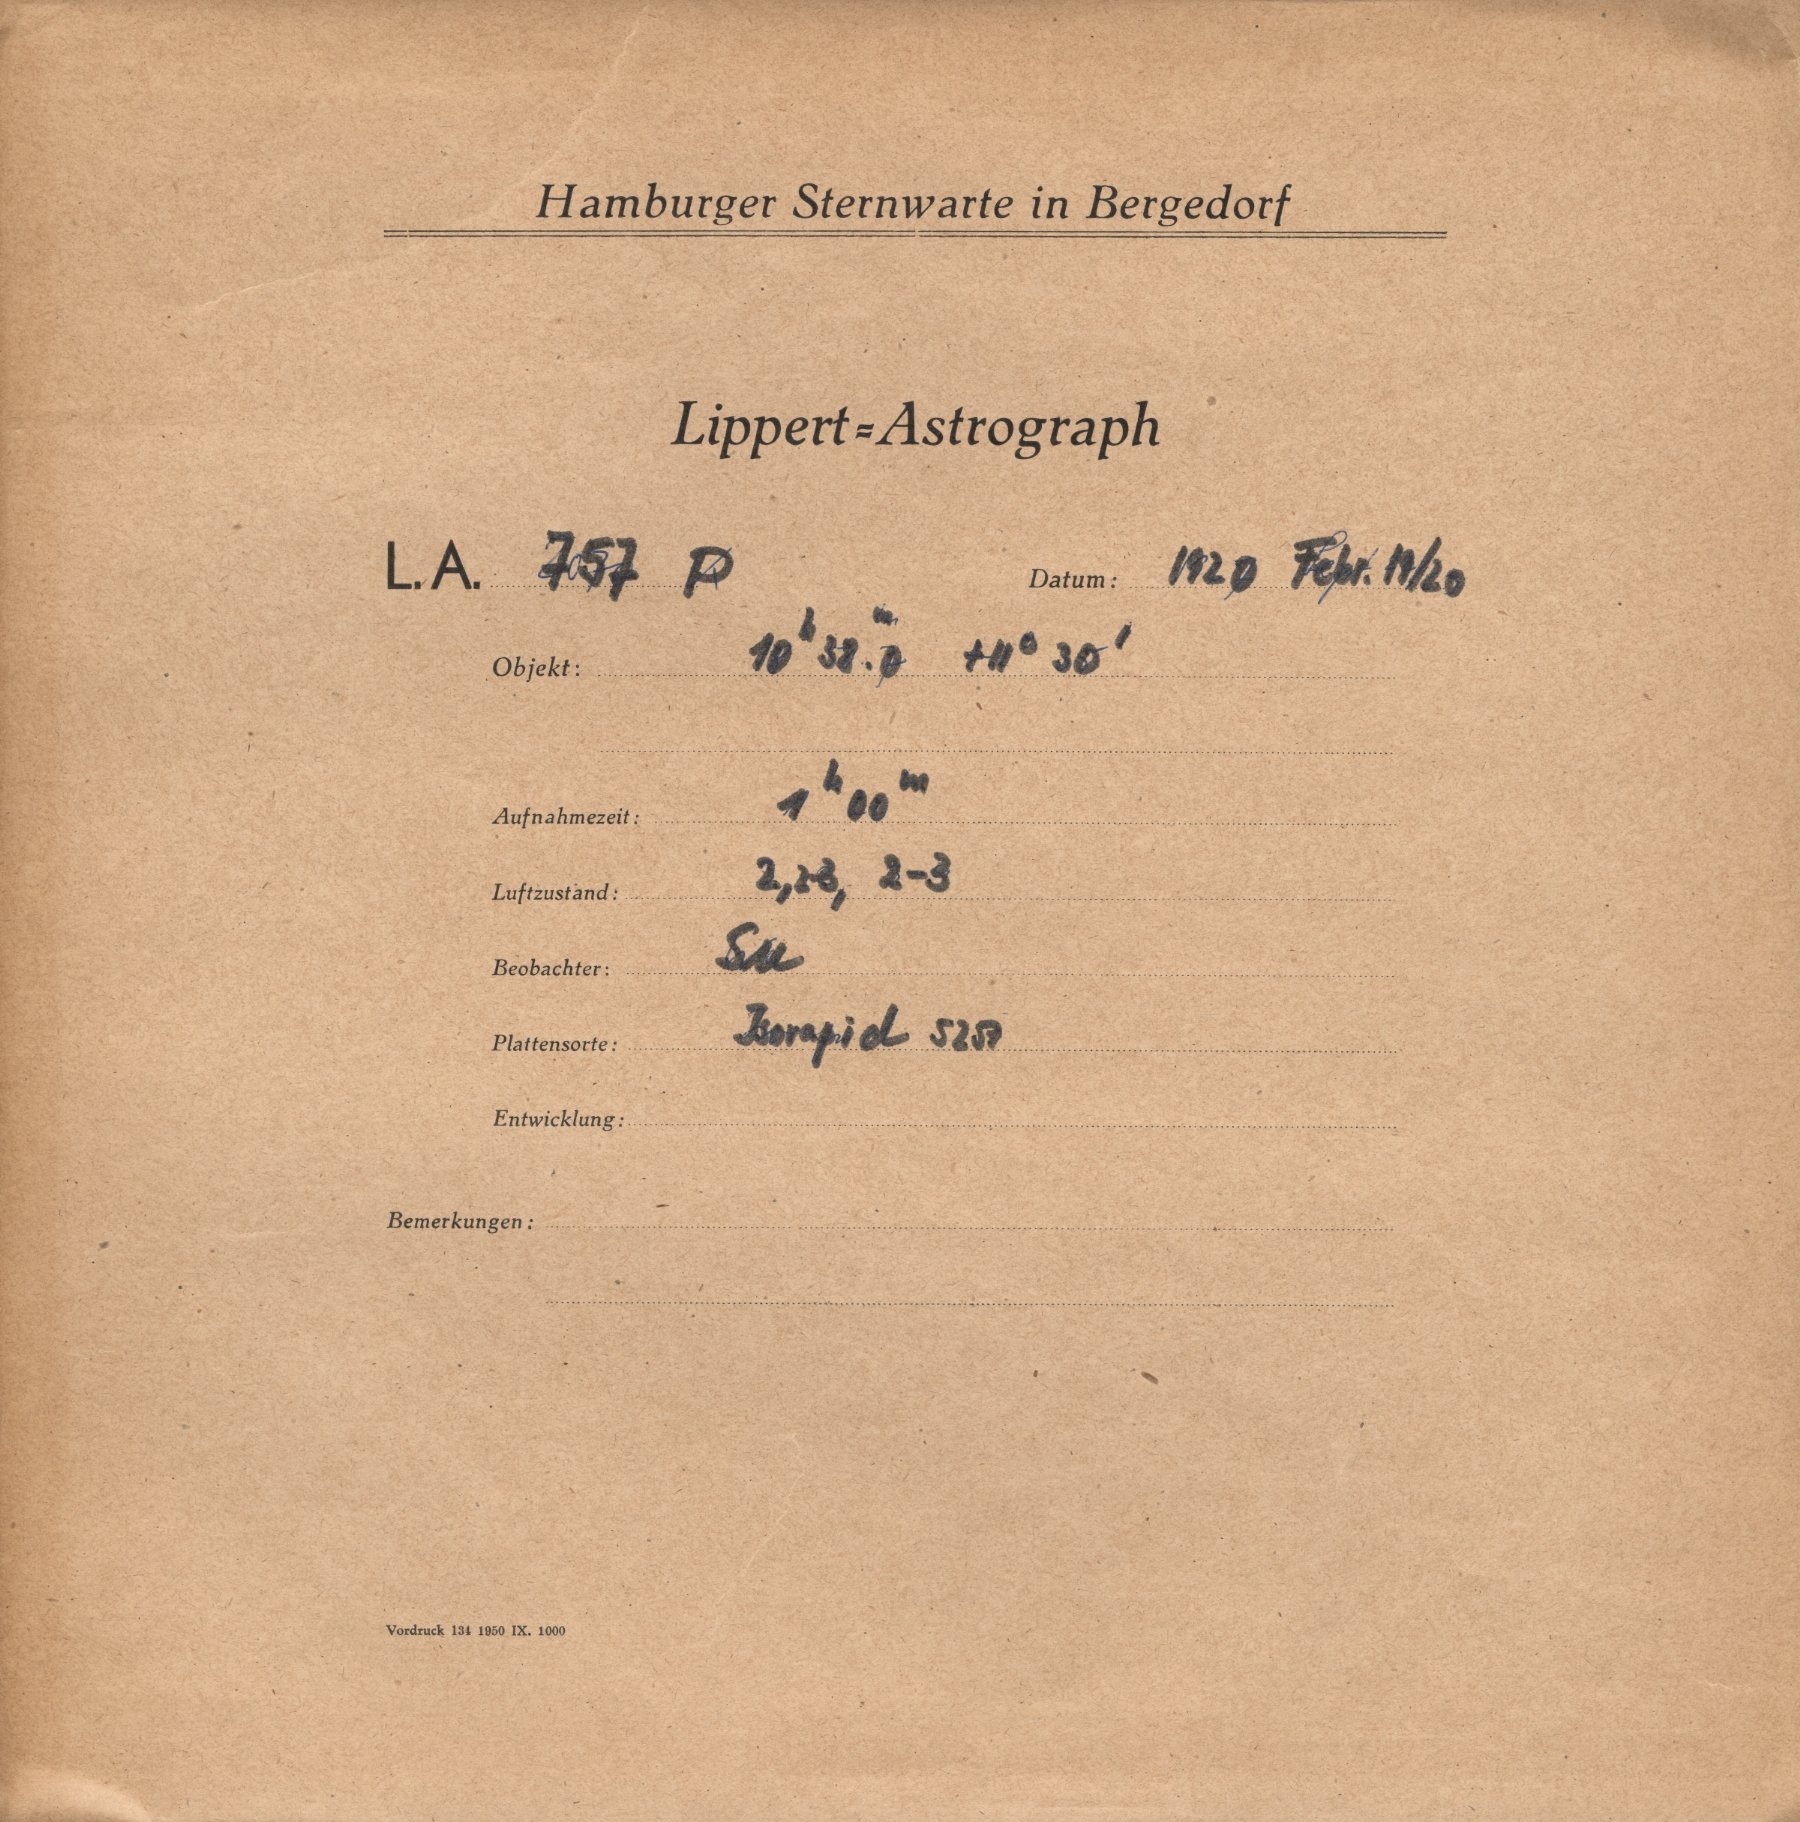 Hamburger Sternwarte in Bergedorf
Lippert=Astrograph
L.A. 757 P Datum: 1920 Febr. 19/20
Objekt: 10h 38.m0 +11° 30'
Aufnahmezeit: 1h 00m
Luftzustand: 2, 2-3, 2-3
Beobachter:
Plattensorte: Isorapid 5257
Entwicklung:
Bemerkungen:
Vordruck 134 1950 IX. 1000